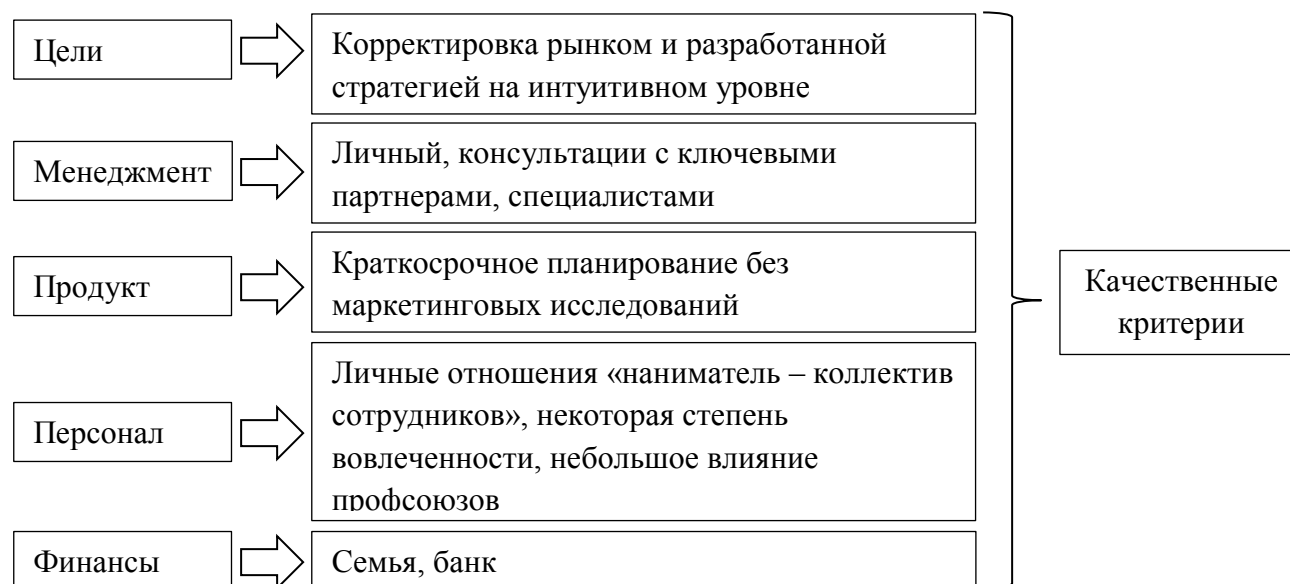 Цели
Корректировка рынком и разработанной
стратегией на интуитивном уровне
Менеджмент
Личный, консультации с ключевыми
партнерами, специалистами
Продукт
Краткосрочное планирование без
маркетинговых исследований
Персонал
Личные отношения «наниматель – коллектив
сотрудников», некоторая степень
вовлеченности, небольшое влияние
профсоюзов
Финансы
Семья, банк
Качественные
критерии